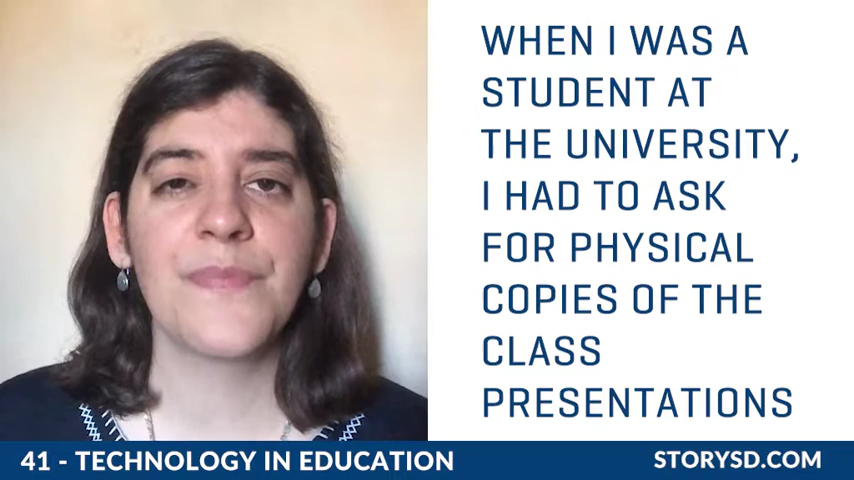 WHEN I WAS A
STUDENT AT
THE UNIVERSITY,
I HAD TO ASK
FOR PHYSICAL
COPIES OF THE
CLASS
PRESENTATIONS
41 - TECHNOLOGY IN EDUCATION
STORYSD.COM